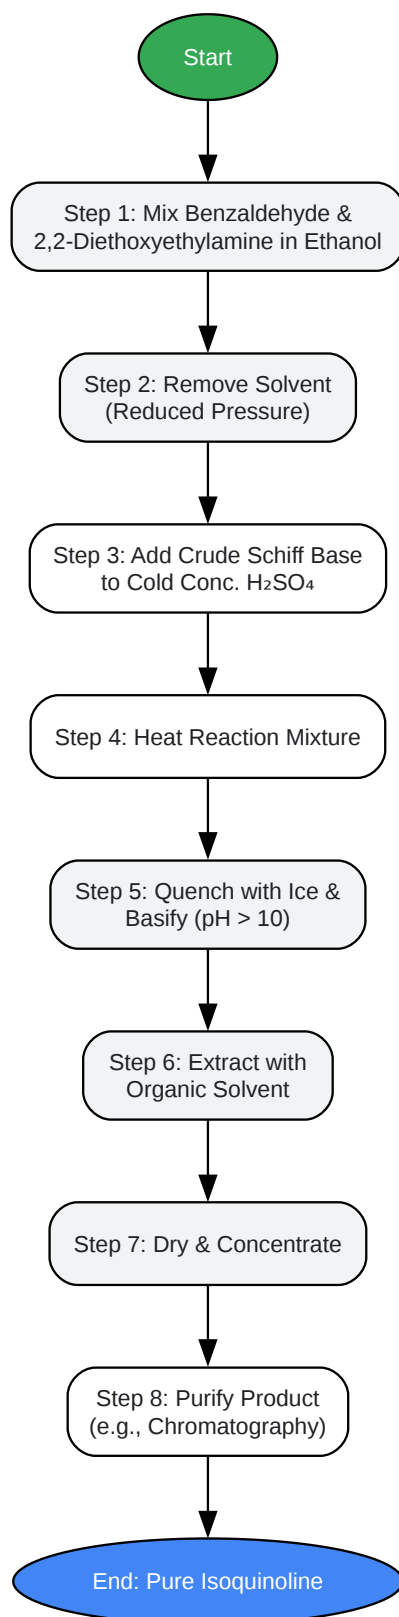 Start
Step 1: Mix Benzaldehyde &
2,2-Diethoxyethylamine in Ethanol
Step 2: Remove Solvent
(Reduced Pressure)
Step 3: Add Crude Schiff Base
to Cold Conc. H₂SO₄
Step 4: Heat Reaction Mixture
Step 5: Quench with Ice &
Basify (pH > 10)
Step 6: Extract with
Organic Solvent
Step 7: Dry & Concentrate
Step 8: Purify Product
(e.g., Chromatography)
End: Pure Isoquinoline